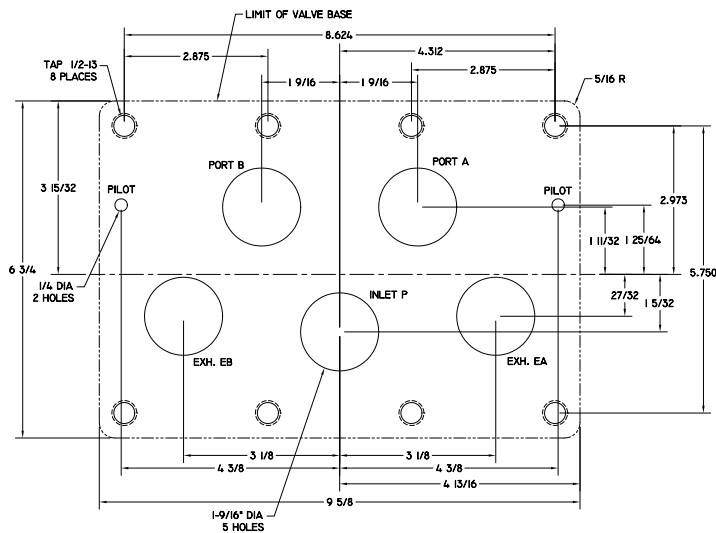 LIMIT OF VALVE BASE
8.624
TAP 1/2-13
8 PLACES
2.875
4.312
2.875
1 9/16
1 9/16
5/16 R
PORT B
PORT A
3 15/32
PILOT
PILOT
2.973
1 11/32
1 25/64
6 3/4
5.750
1/4 DIA
2 HOLES
INLET P
27/32
1 5/32
EXH. EB
EXH. EA
3 1/8
3 1/8
4 3/8
4 3/8
4 13/16
9 5/8
1-9/16" DIA
5 HOLES